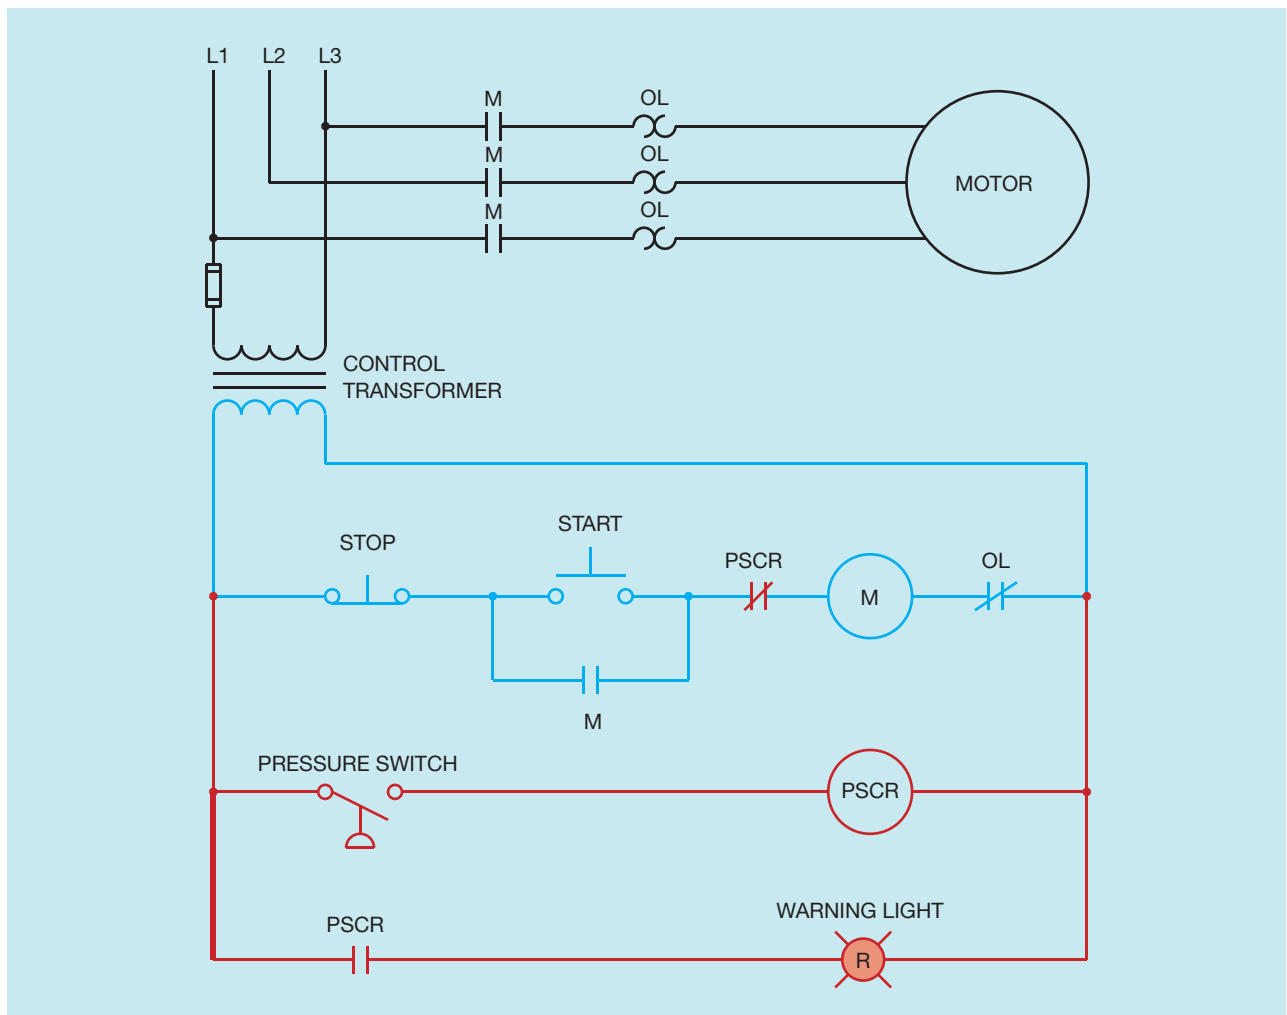 L1 L2 L3
M OL
M OL
MOTOR
M OL
CONTROL
TRANSFORMER
START
STOP
PSCR OL
M
M
PRESSURE SWITCH
PSCR
WARNING LIGHT
PSCR
R